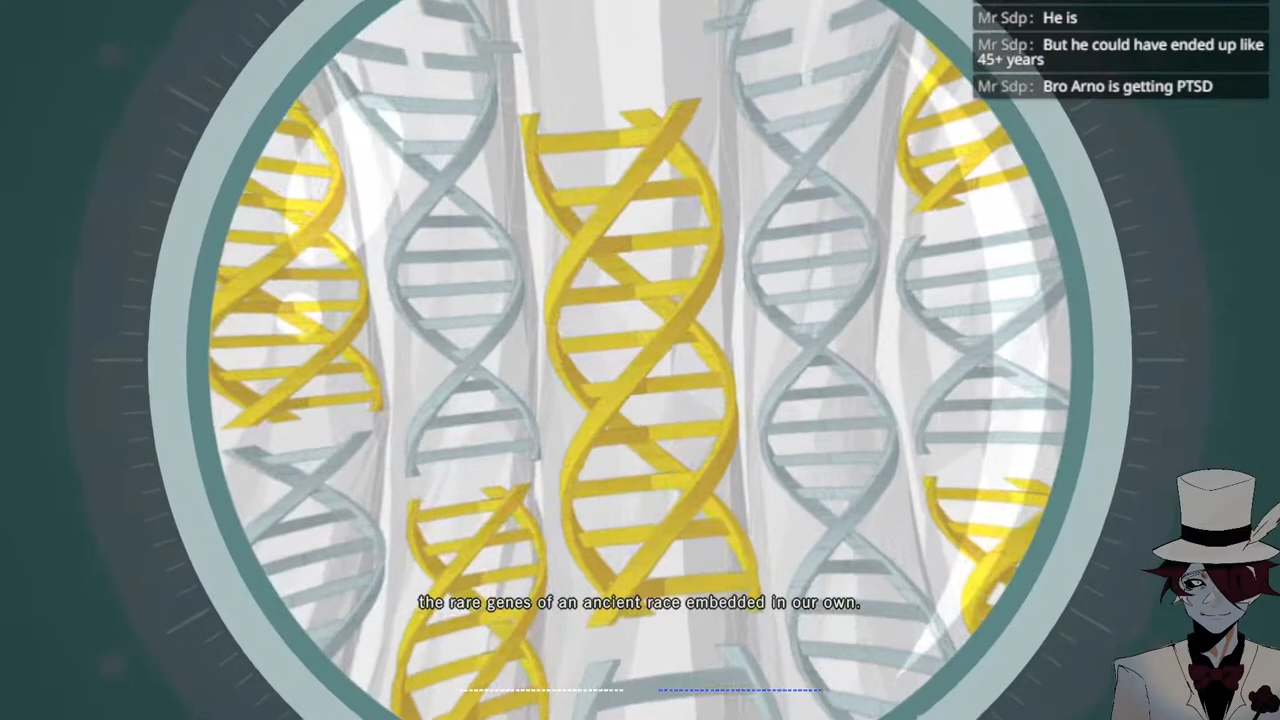 Mr Sdp: He is
Mr Sdp: But he could have ended up like
45+ years
Mr Sdp: Bro Arno is getting PTSD
the rare genes of an ancient race embedded in our own.